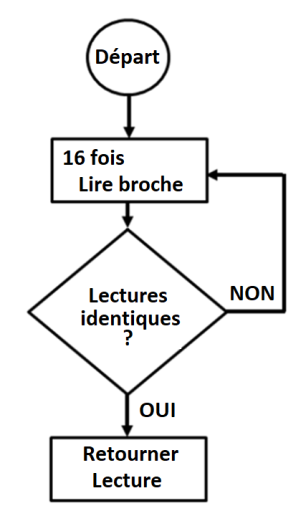 Départ
16 fois
Lire broche
Lectures
identiques
?
NON
OUI
Retourner
Lecture